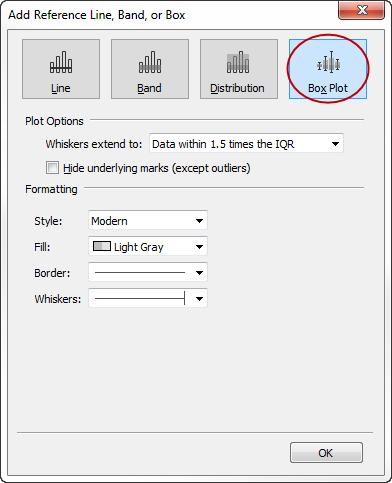 Add Reference Line, Band, or Box
Line Band Distribution Box Plot
Plot Options
Whiskers extend to: Data within 1.5 times the IQR
Hide underlying marks (except outliers)
Formatting
Style: Modern
Fill: Light Gray
Border:
Whiskers:
OK